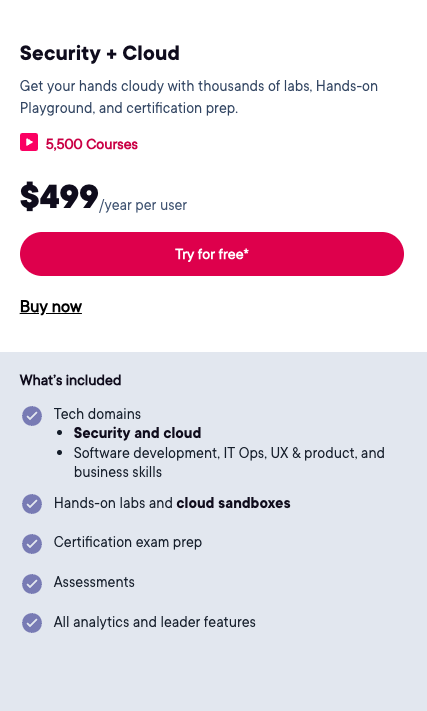 Security + Cloud
Get your hands cloudy with thousands of labs, Hands-on
Playground, and certification prep.
5,500 Courses
$499/year per user
Try for free*
Buy now
What's included
Tech domains
• Security and cloud
• Software development, IT Ops, UX & product, and
business skills
Hands-on labs and cloud sandboxes
Certification exam prep
Assessments
All analytics and leader features